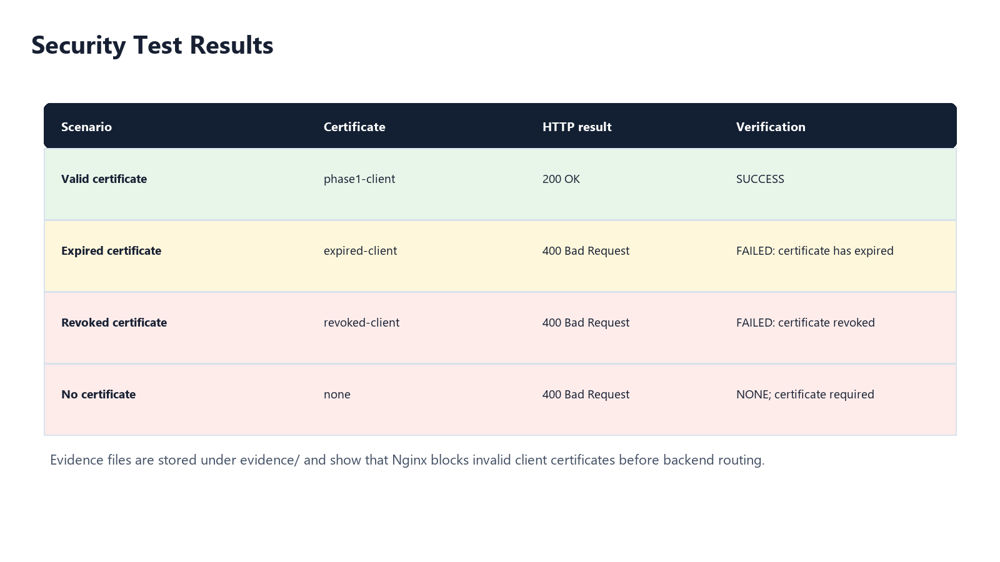 Security Test Results
Scenario Certificate HTTP result Verification
Valid certificate phase1-client 200 OK SUCCESS
Expired certificate expired-client 400 Bad Request FAILED: certificate has expired
Revoked certificate revoked-client 400 Bad Request FAILED: certificate revoked
No certificate none 400 Bad Request NONE; certificate required
Evidence files are stored under evidence/ and show that Nginx blocks invalid client certificates before backend routing.